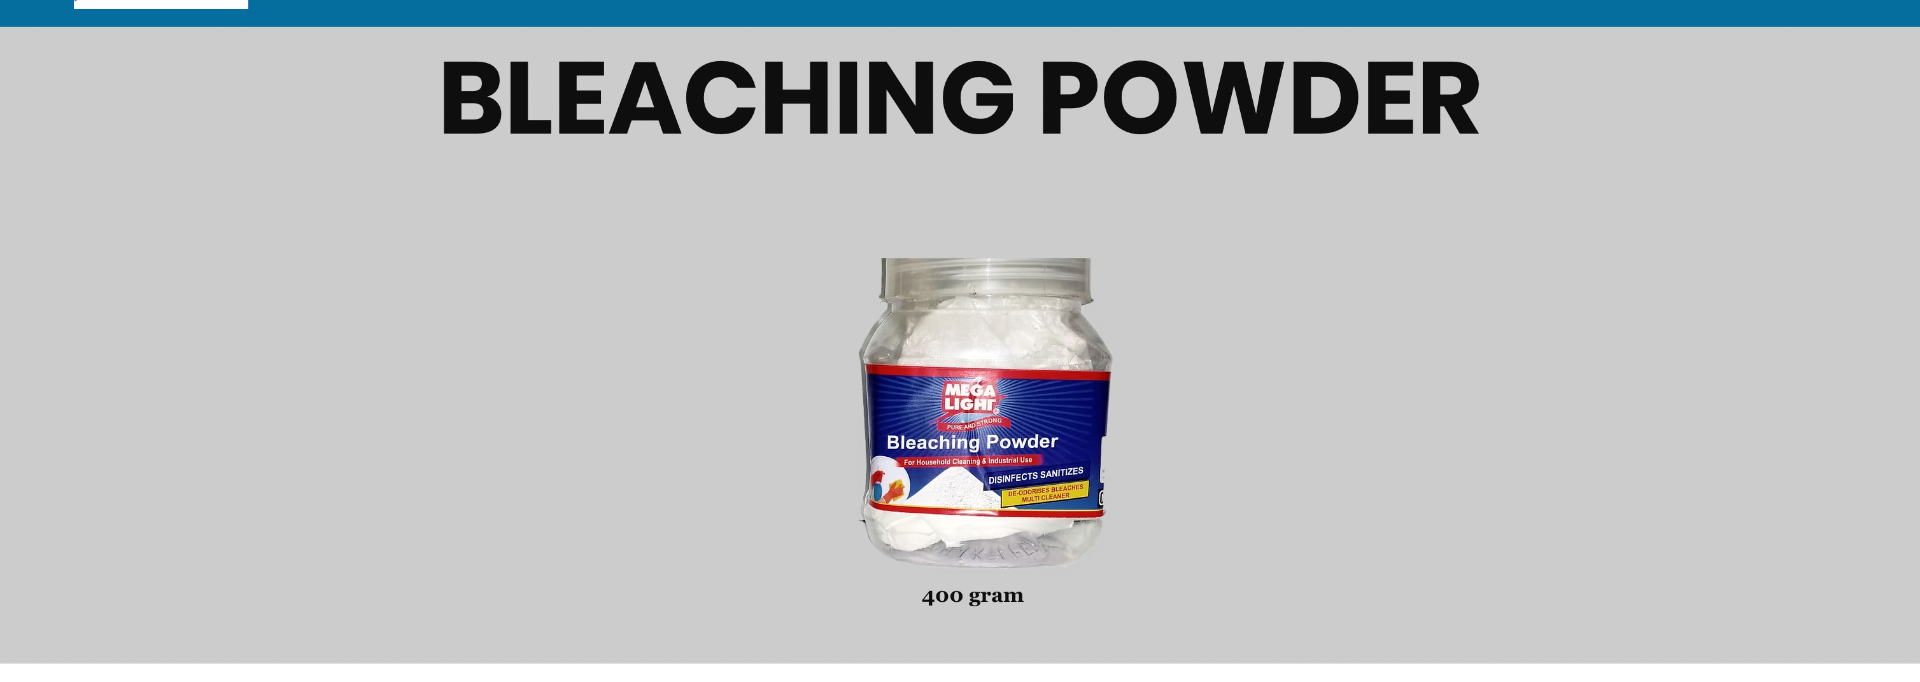 BLEACHING POWDER
MEGA
LIGHT
PURE AND STRONG
Bleaching Powder
For Household Cleaning & Industrial Use
DISINFECTS SANITIZES
DE-ODORISES BLEACHES
MULTI CLEANER
400 gram